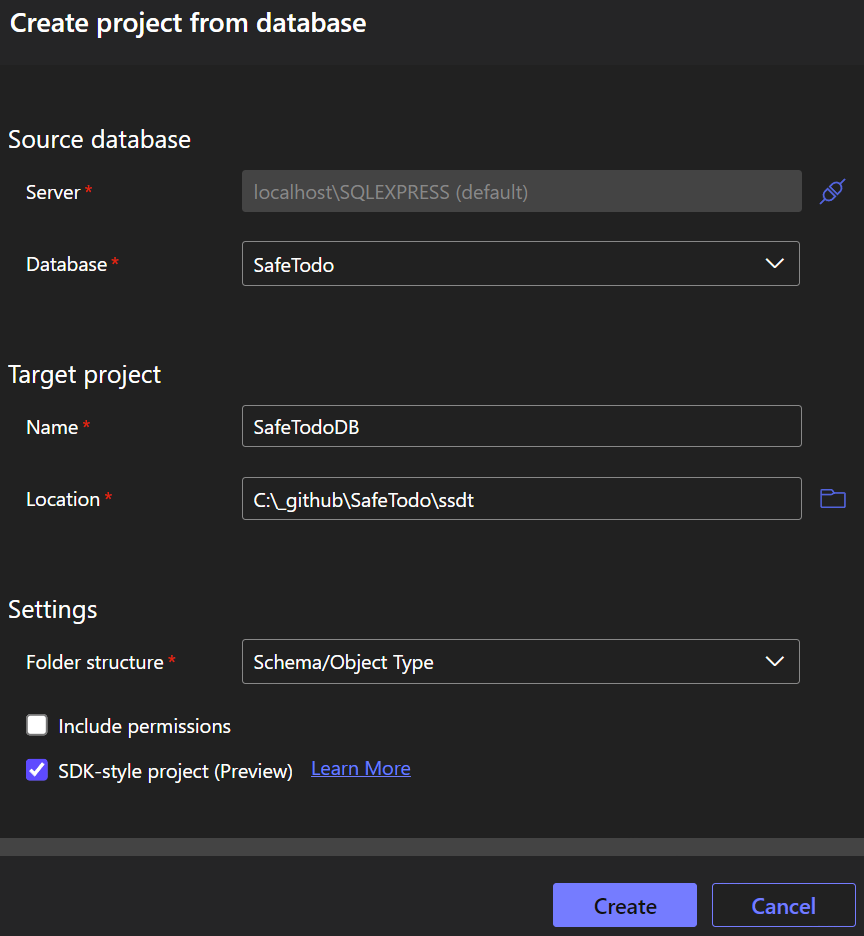 Create project from database
Source database
Server *
localhost\SQLEXPRESS (default)
Database *
SafeTodo
Target project
Name *
SafeTodoDB
Location *
C:\_github\SafeTodo\ssdt
Settings
Folder structure *
Schema/Object Type
Include permissions
SDK-style project (Preview) Learn More
Create Cancel